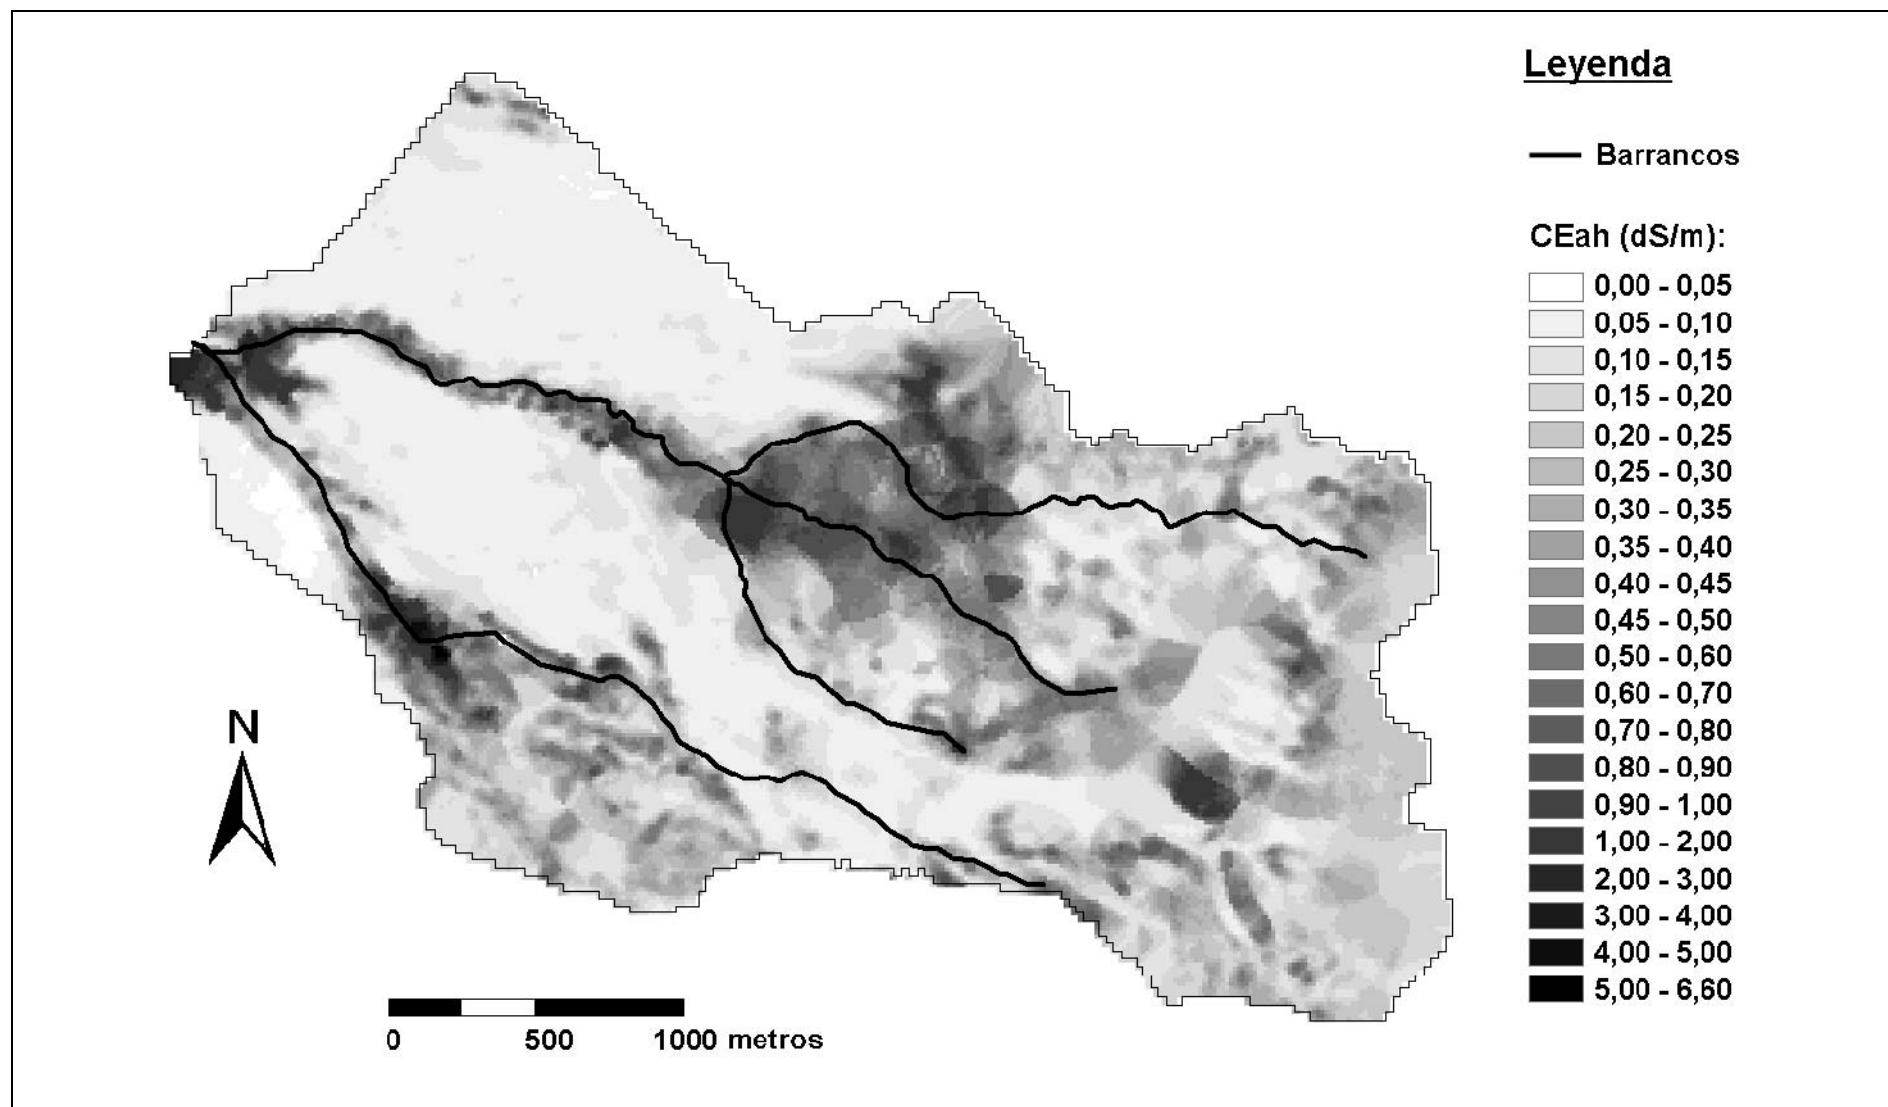 Leyenda
Barrancos
CEah (dS/m):
0,00 - 0,05
0,05 - 0,10
0,10 - 0,15
0,15 - 0,20
0,20 - 0,25
0,25 - 0,30
0,30 - 0,35
0,35 - 0,40
0,40 - 0,45
0,45 - 0,50
0,50 - 0,60
0,60 - 0,70
0,70 - 0,80
0,80 - 0,90
0,90 - 1,00
1,00 - 2,00
2,00 - 3,00
3,00 - 4,00
4,00 - 5,00
5,00 - 6,60
N
0 500 1000 metros